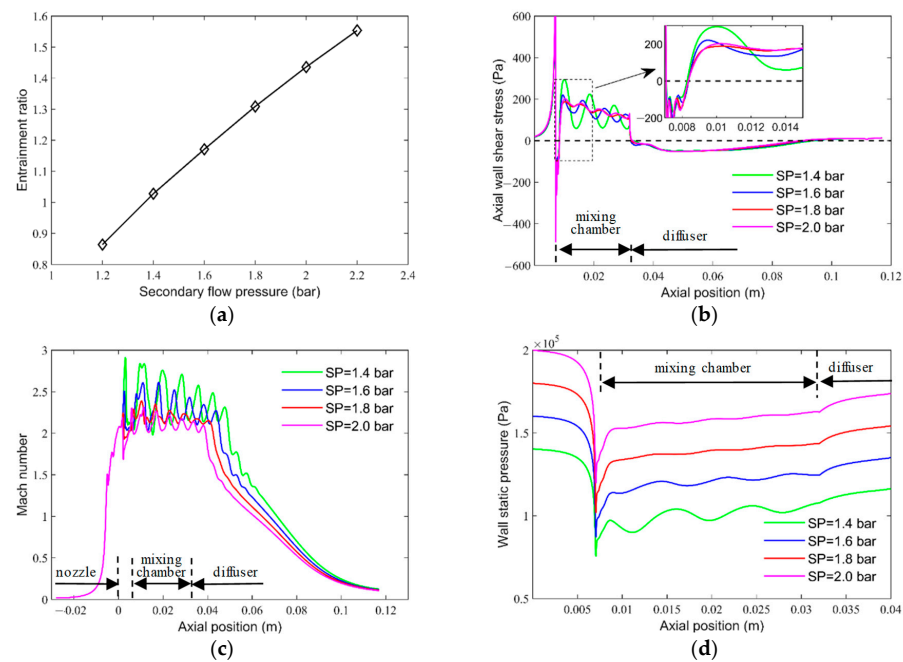 1.6
1.5
1.4
1.3
1.2
1.1
1
0.9
0.8
Entrainment ratio
1 1.2 1.4 1.6 1.8 2 2.2 2.4
Secondary flow pressure (bar)
(a)
600
400
200
0
−200
−400
−600
Axial wall shear stress (Pa)
200
0
−200
0.008 0.010 0.012 0.014
SP=1.4 bar
SP=1.6 bar
SP=1.8 bar
SP=2.0 bar
mixing
chamber
diffuser
0.02 0.04 0.06 0.08 0.10 0.12
Axial position (m)
(b)
3
2.5
2
1.5
1
0.5
0
Mach number
SP=1.4 bar
SP=1.6 bar
SP=1.8 bar
SP=2.0 bar
nozzle
mixing
chamber
diffuser
−0.02 0 0.02 0.04 0.06 0.08 0.1 0.12
Axial position (m)
(c)
×10⁵
2
1.5
1
0.5
Wall static pressure (Pa)
mixing chamber
diffuser
SP=1.4 bar
SP=1.6 bar
SP=1.8 bar
SP=2.0 bar
0.00 0.005 0.01 0.015 0.02 0.025 0.03 0.035 0.04
Axial position (m)
(d)